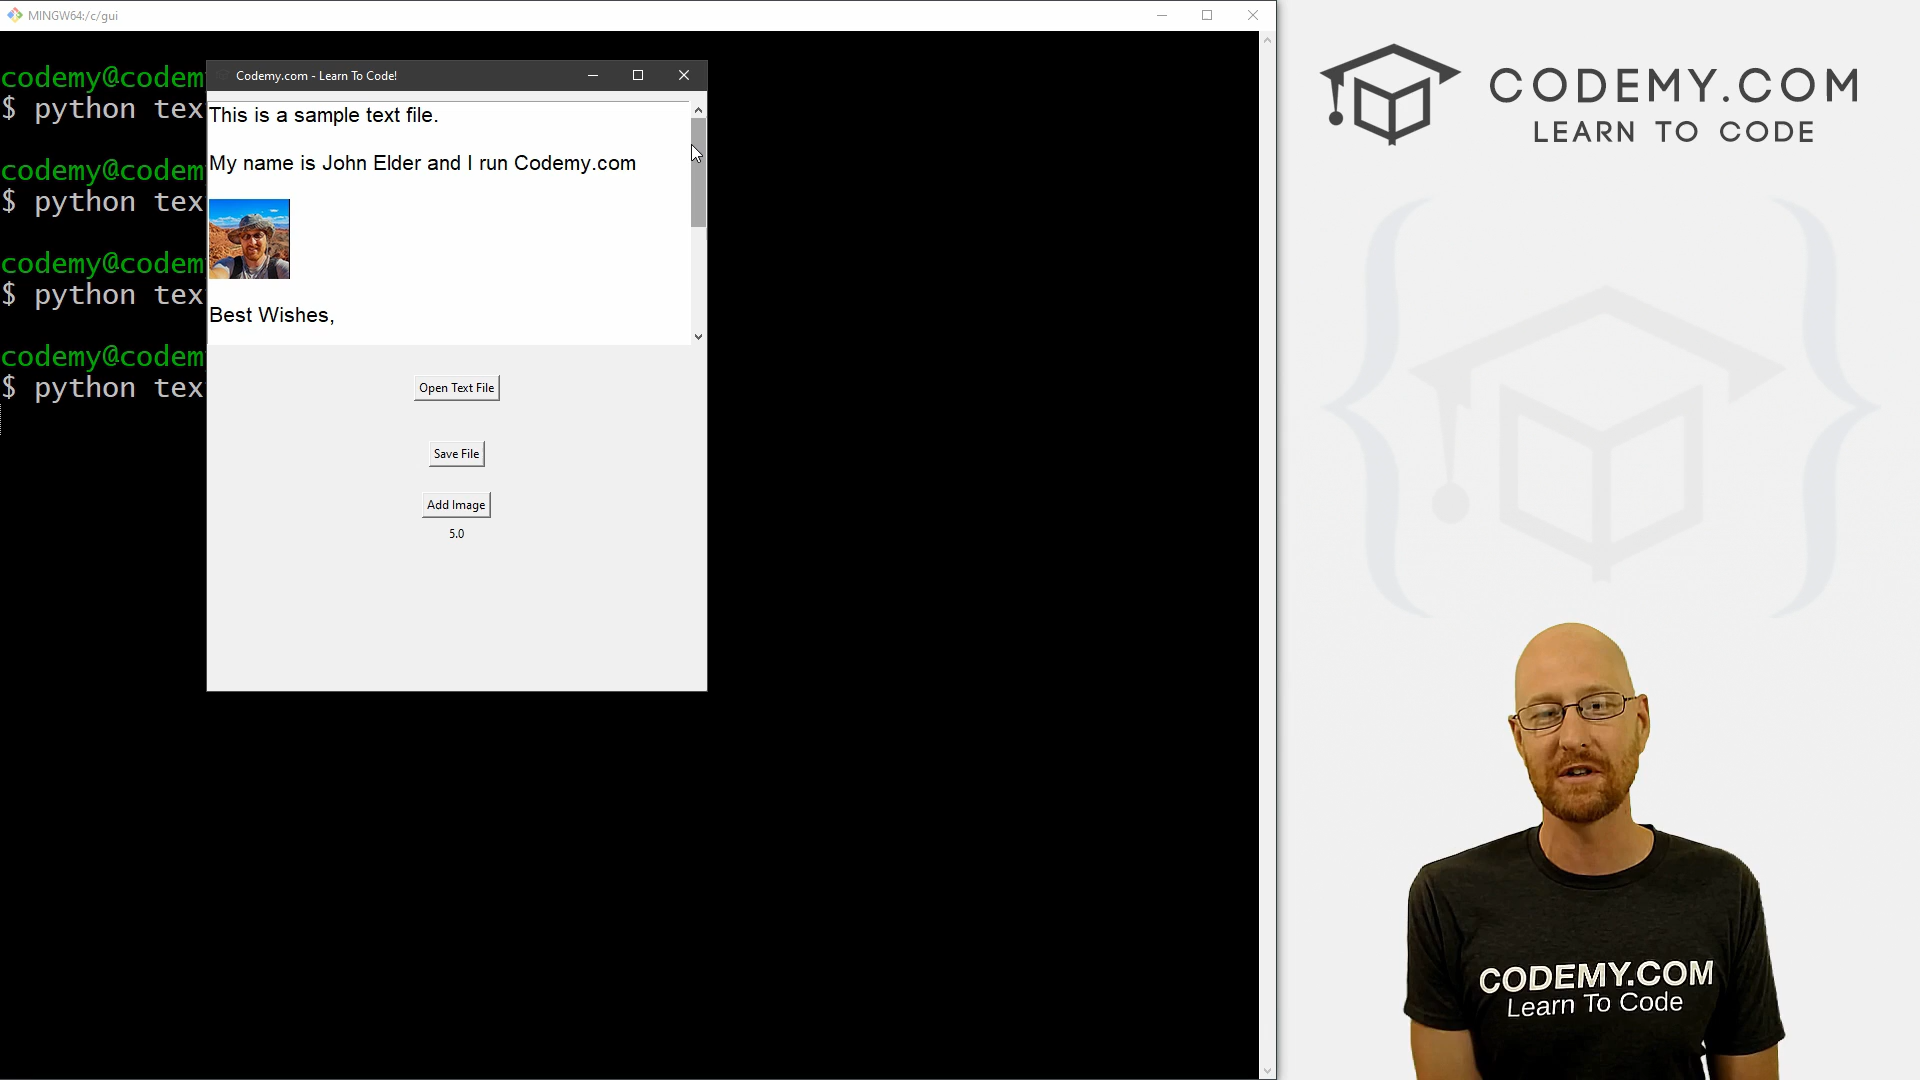 MINGW64:/c/gui
codemy@codem
$ python tex
codemy@codem
$ python tex
codemy@codem
$ python tex
codemy@codem
$ python tex
Codemy.com - Learn To Code!
This is a sample text file.
My name is John Elder and I run Codemy.com
Best Wishes,
Open Text File
Save File
Add Image
5.0
CODEMY.COM
LEARN TO CODE
CODEMY.COM
Learn To Code